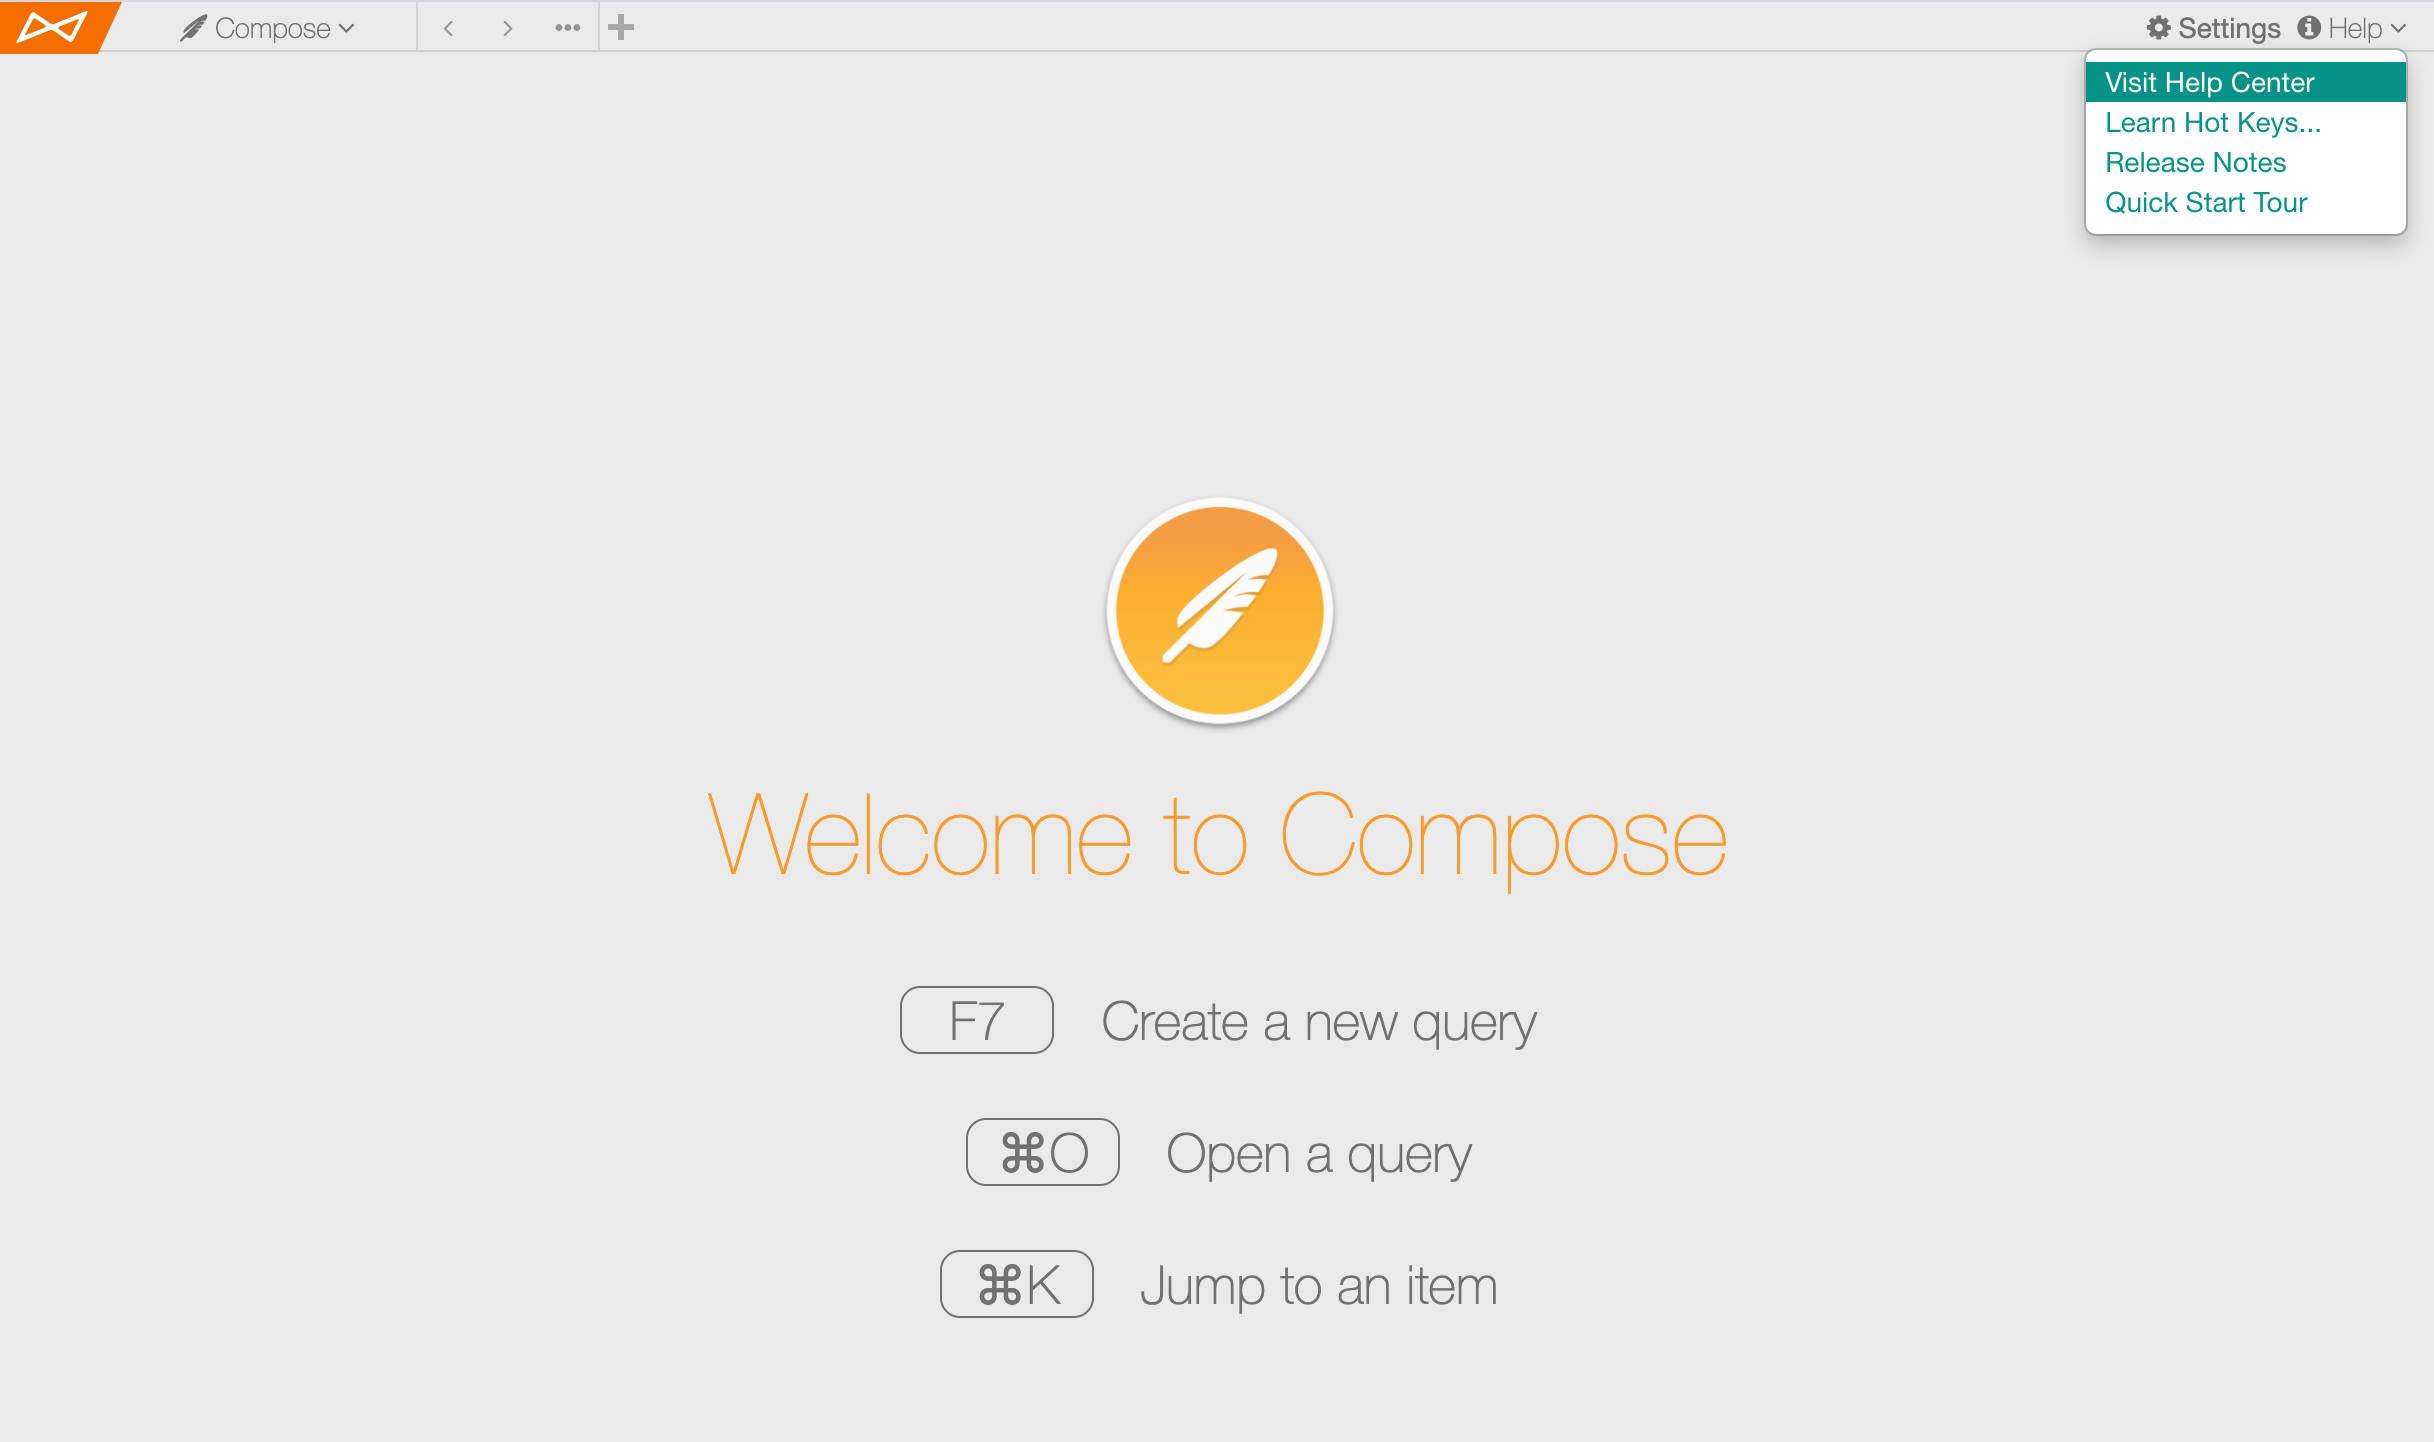 Compose
Settings
Help
Visit Help Center
Learn Hot Keys...
Release Notes
Quick Start Tour
Welcome to Compose
F7 Create a new query
⌘O Open a query
⌘K Jump to an item